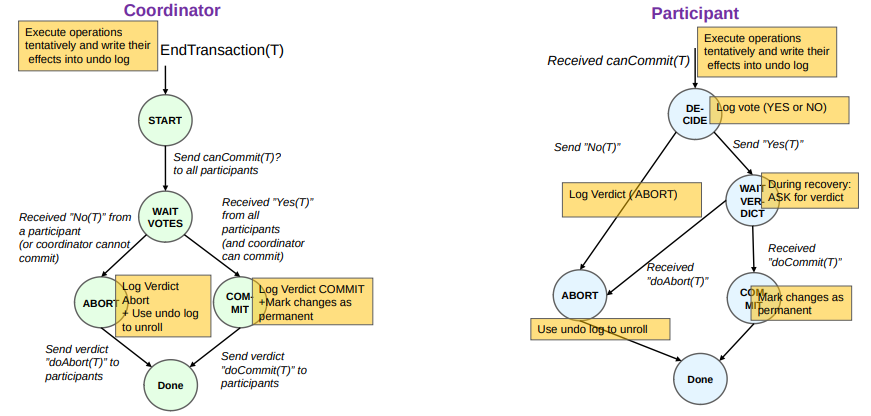 Coordinator
Execute operations
tentatively and write their
effects into undo log
EndTransaction(T)
START
Send canCommit(T)?
to all participants
WAIT
VOTES
Received "No(T)" from
a participant
(or coordinator cannot
commit)
Received "Yes(T)"
from all
participants
(and coordinator
can commit)
ABORT
Log Verdict
Abort
+ Use undo log
to unroll
COM-
MIT
Log Verdict COMMIT
+Mark changes as
permanent
Send verdict
"doAbort(T)" to
participants
Send verdict
"doCommit(T)" to
participants
Done
Participant
Execute operations
tentatively and write their
effects into undo log
Received canCommit(T)
DE-
CIDE
Log vote (YES or NO)
Send "No(T)"
Send "Yes(T)"
Log Verdict ( ABORT)
WAIT
VER-
DICT
During recovery:
ASK for verdict
Received
"doAbort(T)"
Received
"doCommit(T)"
ABORT
Use undo log to unroll
COM-
MIT
Mark changes as
permanent
Done